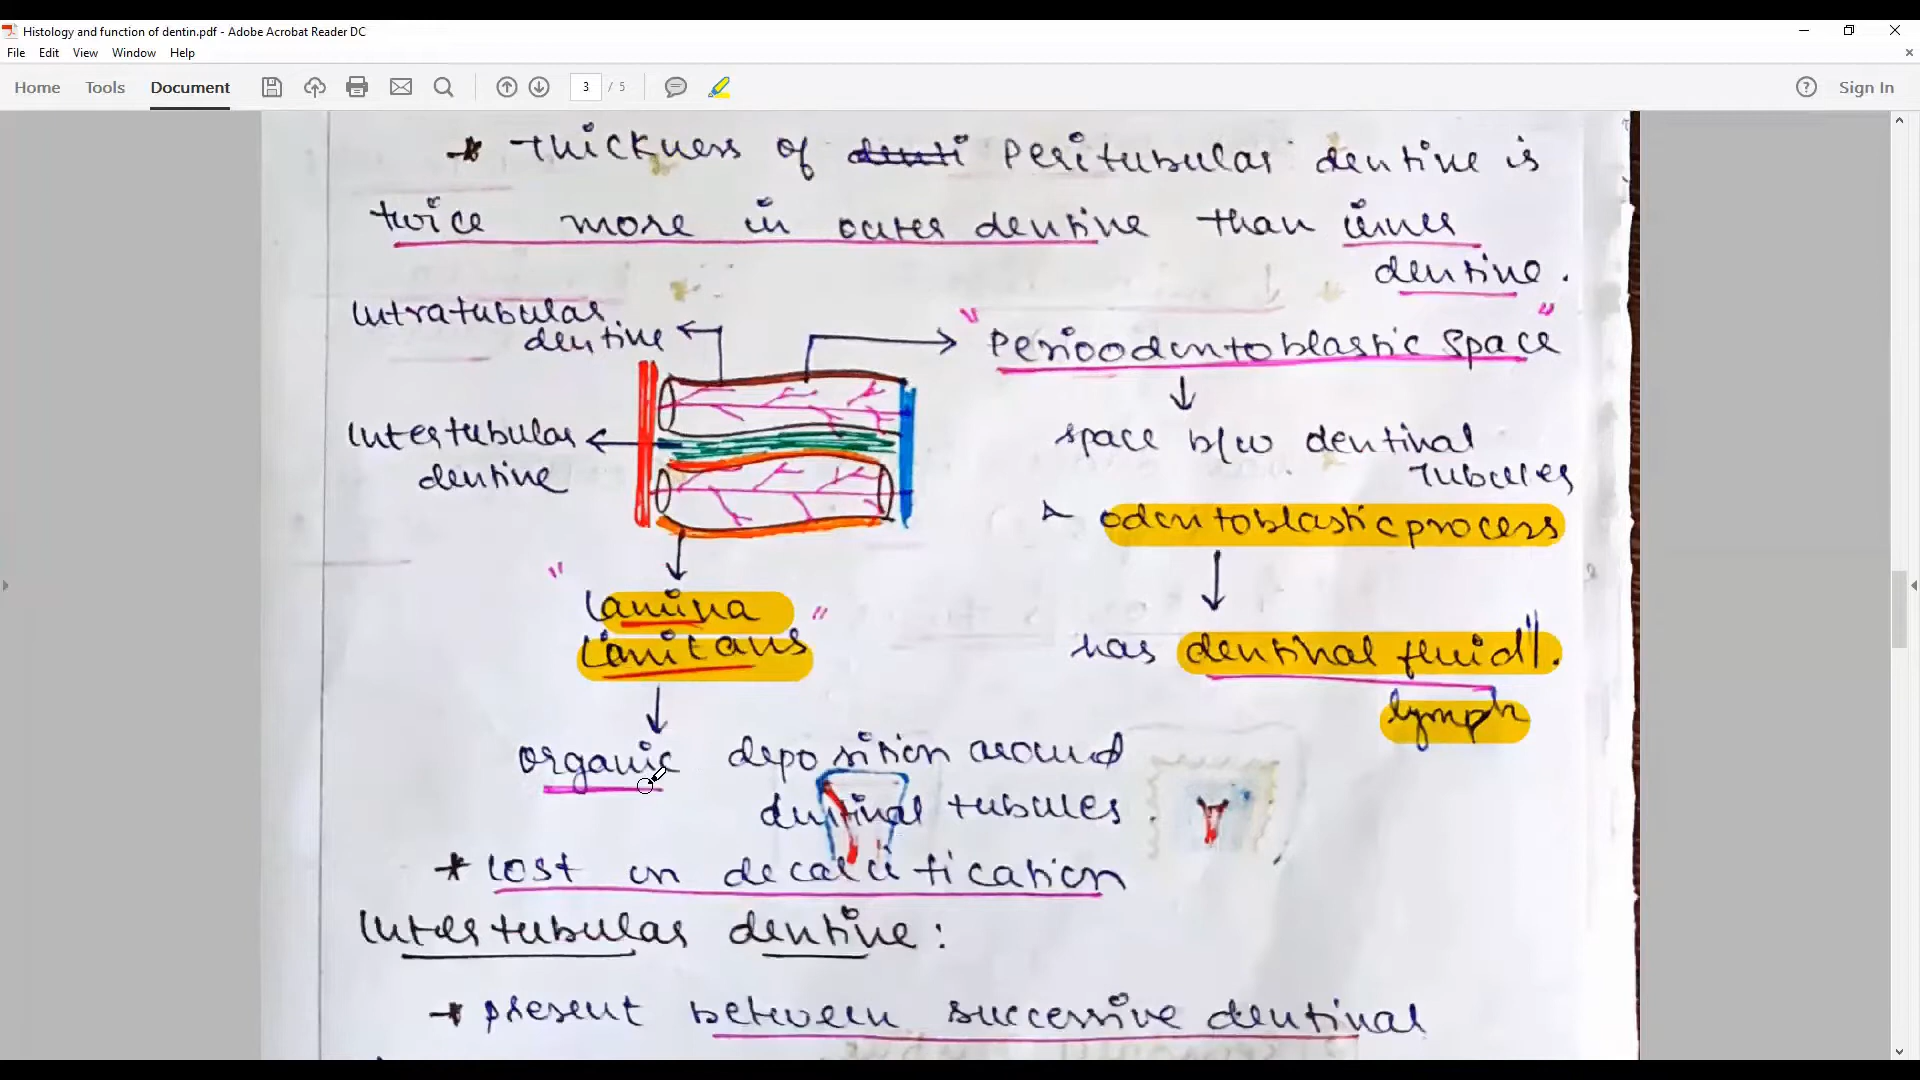 Histology and function of dentin.pdf - Adobe Acrobat Reader DC
File Edit View Window Help
Home Tools Document 3 / 5 Sign In
* Thickness of denti Peritubular dentine is
twice more in outer dentine than inner
dentine.
Intratubular
dentine
"Perioodontoblastic space"
Intertubular
dentine
space b/w dentinal
tubules
& odontoblastic process
"Lamina
Limitans"
has dentinal fluid".
lymph
organic deposition around
dentinal tubules.
* Lost on decalcification
Intertubular dentine:
* present between successive dentinal